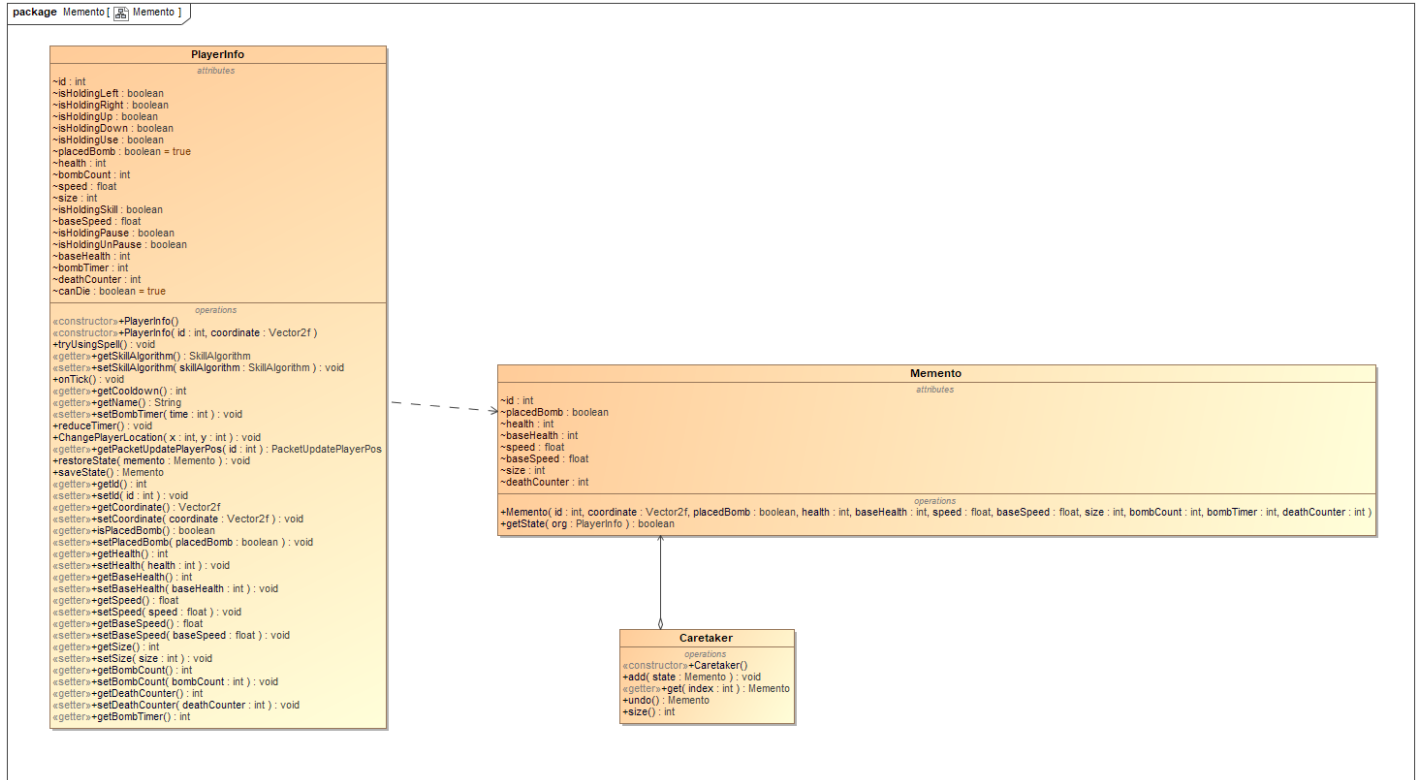 package Memento [ Memento ]
PlayerInfo
attributes
~id : int
~isHoldingLeft : boolean
~isHoldingRight : boolean
~isHoldingUp : boolean
~isHoldingDown : boolean
~isHoldingUse : boolean
~placedBomb : boolean = true
~health : int
~bombCount : int
~speed : float
~size : int
~isHoldingSkill : boolean
~baseSpeed : float
~isHoldingPause : boolean
~isHoldingUnPause : boolean
~baseHealth : int
~bombTimer : int
~deathCounter : int
~canDie : boolean = true
operations
«constructor»+PlayerInfo()
«constructor»+PlayerInfo( id : int, coordinate : Vector2f )
+tryUsingSpell() : void
«getter»+getSkillAlgorithm() : SkillAlgorithm
«setter»+setSkillAlgorithm( skillAlgorithm : SkillAlgorithm ) : void
+onTick() : void
«getter»+getCooldown() : int
«getter»+getName() : String
«setter»+setBombTimer( time : int ) : void
+reduceTimer() : void
+ChangePlayerLocation( x : int, y : int ) : void
«getter»+getPacketUpdatePlayerPos( id : int ) : PacketUpdatePlayerPos
+restoreState( memento : Memento ) : void
+saveState() : Memento
«getter»+getId() : int
«setter»+setId( id : int ) : void
«getter»+getCoordinate() : Vector2f
«setter»+setCoordinate( coordinate : Vector2f ) : void
«getter»+isPlacedBomb() : boolean
«setter»+setPlacedBomb( placedBomb : boolean ) : void
«getter»+getHealth() : int
«setter»+setHealth( health : int ) : void
«getter»+getBaseHealth() : int
«setter»+setBaseHealth( baseHealth : int ) : void
«getter»+getSpeed() : float
«setter»+setSpeed( speed : float ) : void
«getter»+getBaseSpeed() : float
«setter»+setBaseSpeed( baseSpeed : float ) : void
«getter»+getSize() : int
«setter»+setSize( size : int ) : void
«getter»+getBombCount() : int
«setter»+setBombCount( bombCount : int ) : void
«getter»+getDeathCounter() : int
«setter»+setDeathCounter( deathCounter : int ) : void
«getter»+getBombTimer() : int
Memento
attributes
~id : int
~placedBomb : boolean
~health : int
~baseHealth : int
~speed : float
~baseSpeed : float
~size : int
~deathCounter : int
operations
+Memento( id : int, coordinate : Vector2f, placedBomb : boolean, health : int, baseHealth : int, speed : float, baseSpeed : float, size : int, bombCount : int, bombTimer : int, deathCounter : int )
+getState( org : PlayerInfo ) : boolean
Caretaker
operations
«constructor»+Caretaker()
+add( state : Memento ) : void
«getter»+get( index : int ) : Memento
+undo() : Memento
+size() : int